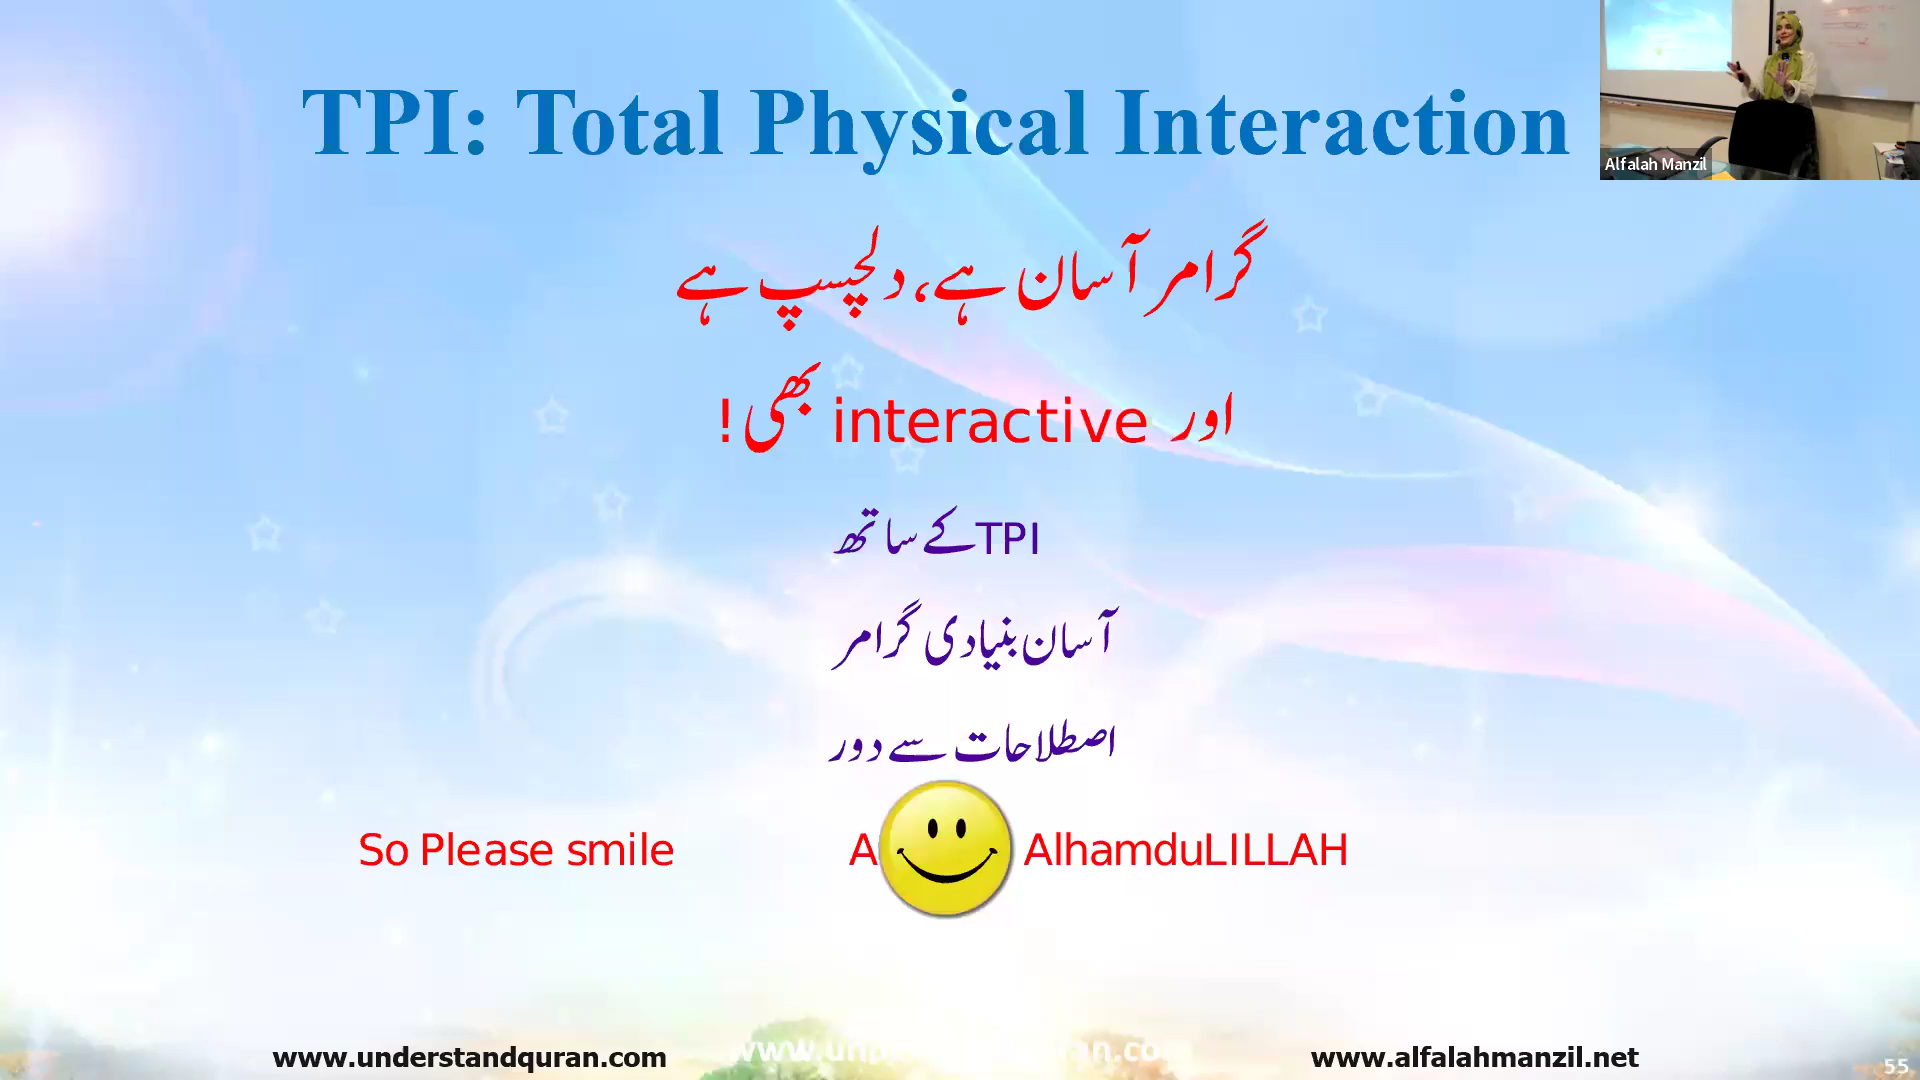 TPI: Total Physical Interaction
Alfalah Manzil
گرامر آسان ہے، دلچسپ ہے
اور interactive بھی!
TPI کے ساتھ
آسان بنیادی گرامر
اصطلاحات سے دور
So Please smile A AlhamduLILLAH
www.understandquran.com
www.alfalahmanzil.net
55